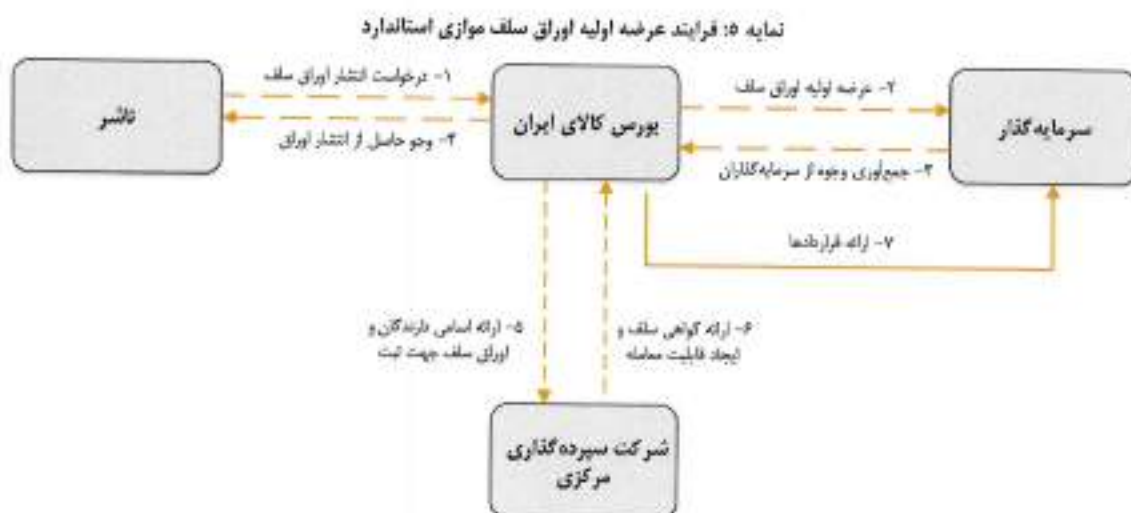 نمایه ۵: فرایند عرضه اولیه اوراق سلف موازی استاندارد
سرمایه‌گذار
۲- عرضه اولیه اوراق سلف
۳- جمع‌آوری وجوه از سرمایه‌گذاران
بورس کالای ایران
۱- درخواست انتشار اوراق سلف
۴- وجوه حاصل از انتشار اوراق
ناشر
۷- ارائه قراردادها
۶- ارائه گواهی سلف و
ایجاد قابلیت معامله
۵- ارائه اسامی دارندگان و
اوراق سلف جهت ثبت
شرکت سپرده‌گذاری
مرکزی